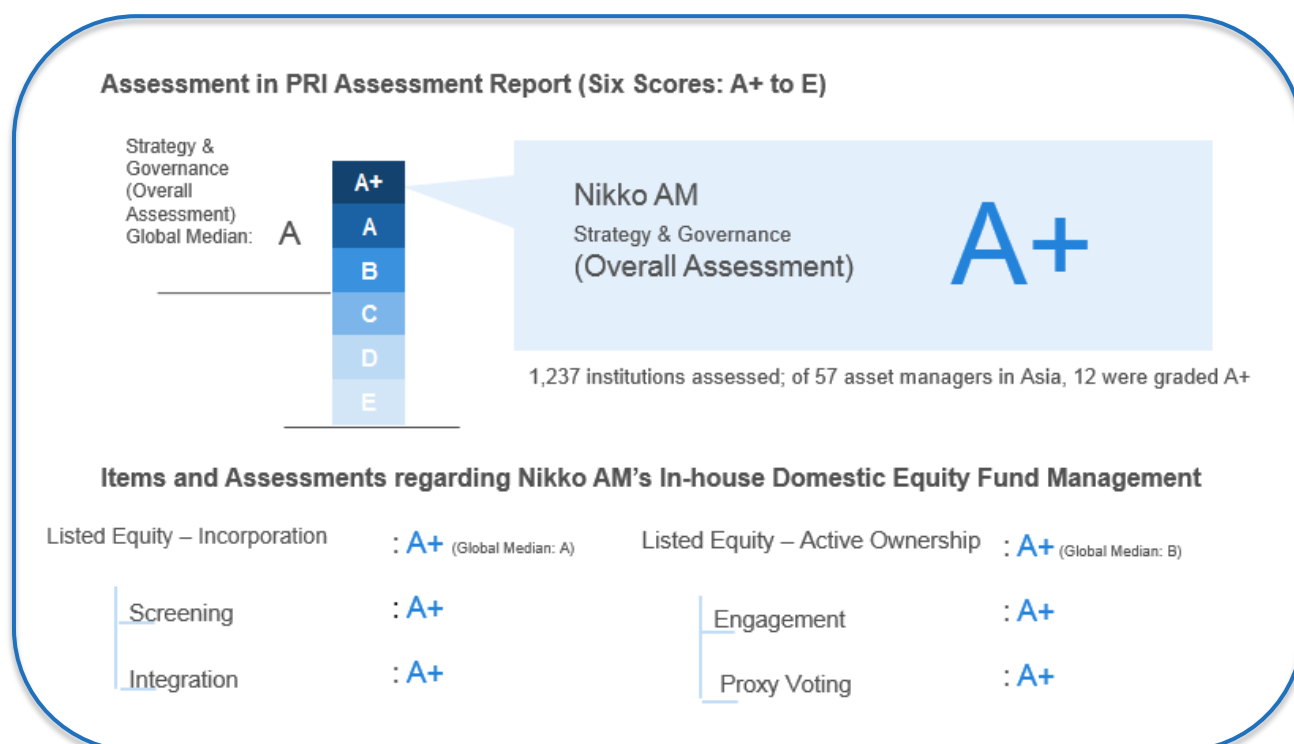 Assessment in PRI Assessment Report (Six Scores: A+ to E)
Strategy &
Governance
(Overall
Assessment)
Global Median: A
A+
A
B
C
D
E
Nikko AM
Strategy & Governance
(Overall Assessment)
A+
1,237 institutions assessed; of 57 asset managers in Asia, 12 were graded A+
Items and Assessments regarding Nikko AM's In-house Domestic Equity Fund Management
Listed Equity – Incorporation : A+ (Global Median: A)
Screening : A+
Integration : A+
Listed Equity – Active Ownership : A+ (Global Median: B)
Engagement : A+
Proxy Voting : A+